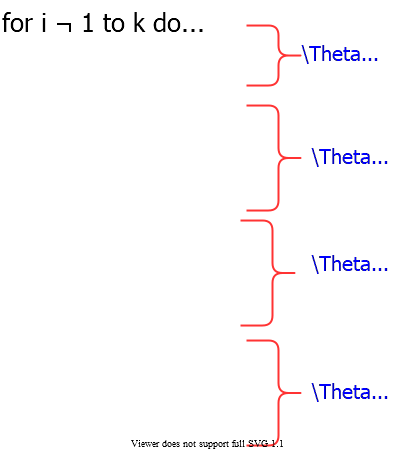 for i ¬ 1 to k do...
\Theta...
\Theta...
\Theta...
\Theta...
Viewer does not support full SVG 1.1